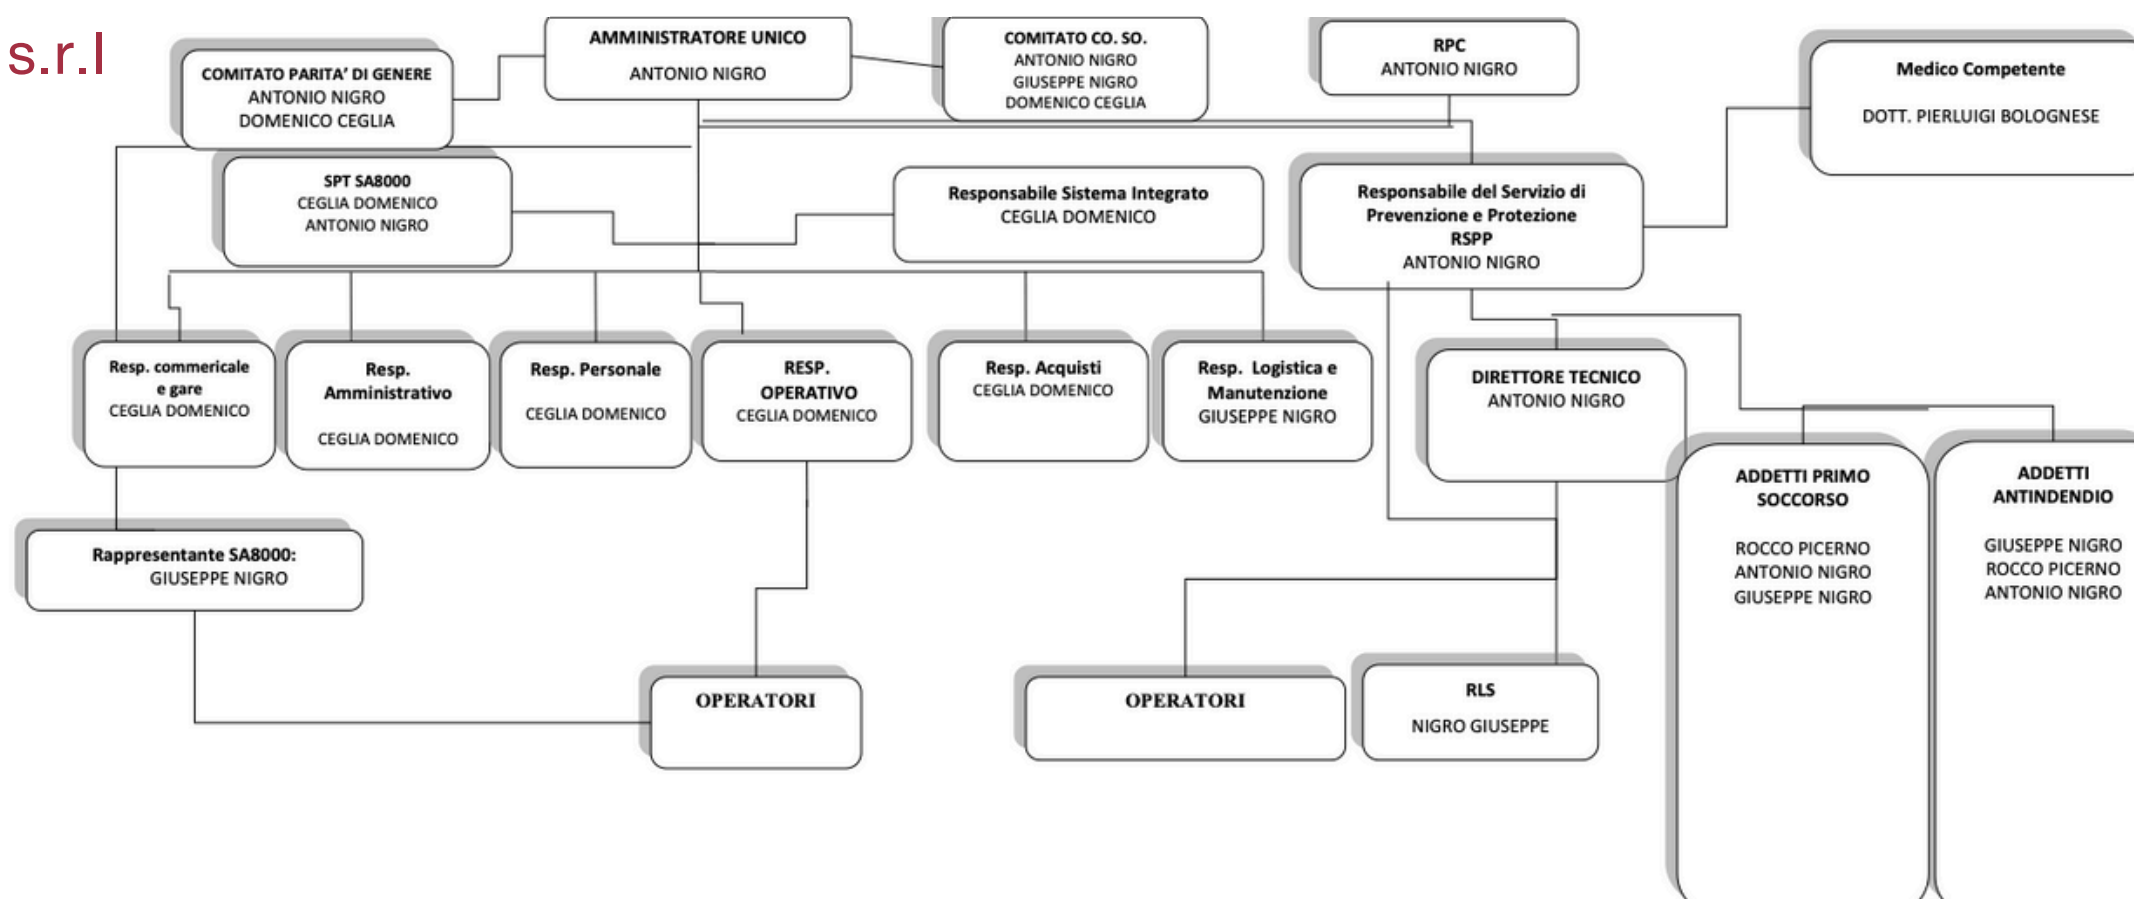 s.r.l
COMITATO PARITA’ DI GENERE
ANTONIO NIGRO
DOMENICO CEGLIA
AMMINISTRATORE UNICO
ANTONIO NIGRO
COMITATO CO. SO.
ANTONIO NIGRO
GIUSEPPE NIGRO
DOMENICO CEGLIA
RPC
ANTONIO NIGRO
Medico Competente
DOTT. PIERLUIGI BOLOGNESE
SPT SA8000
CEGLIA DOMENICO
ANTONIO NIGRO
Responsabile Sistema Integrato
CEGLIA DOMENICO
Responsabile del Servizio di
Prevenzione e Protezione
RSPP
ANTONIO NIGRO
Resp. commericale
e gare
CEGLIA DOMENICO
Resp.
Amministrativo
CEGLIA DOMENICO
Resp. Personale
CEGLIA DOMENICO
RESP.
OPERATIVO
CEGLIA DOMENICO
Resp. Acquisti
CEGLIA DOMENICO
Resp. Logistica e
Manutenzione
GIUSEPPE NIGRO
DIRETTORE TECNICO
ANTONIO NIGRO
ADDETTI PRIMO
SOCCORSO
ROCCO PICERNO
ANTONIO NIGRO
GIUSEPPE NIGRO
ADDETTI
ANTINDENDIO
GIUSEPPE NIGRO
ROCCO PICERNO
ANTONIO NIGRO
Rappresentante SA8000:
GIUSEPPE NIGRO
OPERATORI
OPERATORI
RLS
NIGRO GIUSEPPE